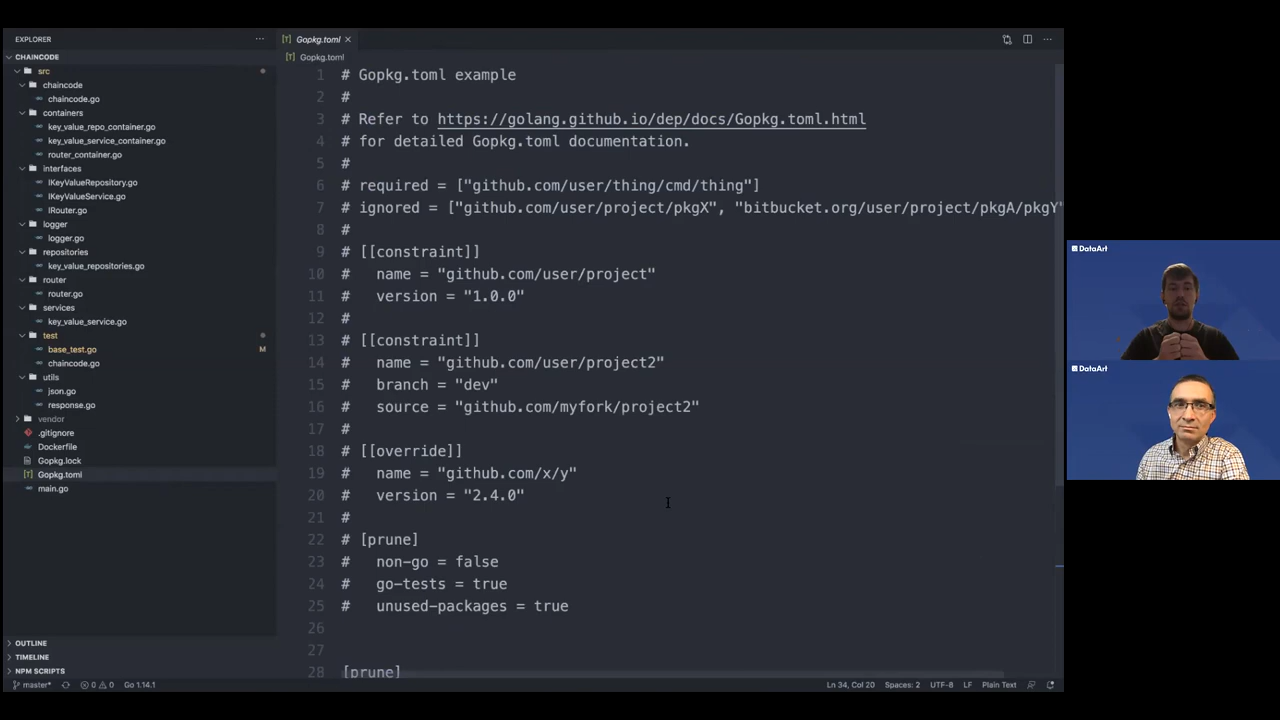 EXPLORER
CHAINCODE
src
chaincode
chaincode.go
containers
key_value_repo_container.go
key_value_service_container.go
router_container.go
interfaces
IKeyValueRepository.go
IKeyValueService.go
IRouter.go
logger
logger.go
repositories
key_value_repositories.go
router
router.go
services
key_value_service.go
test
base_test.go M
chaincode.go
utils
json.go
response.go
vendor
.gitignore
Dockerfile
Gopkg.lock
Gopkg.toml
main.go
OUTLINE
TIMELINE
NPM SCRIPTS
Gopkg.toml
Gopkg.toml
1 # Gopkg.toml example
2 #
3 # Refer to https://golang.github.io/dep/docs/Gopkg.toml.html
4 # for detailed Gopkg.toml documentation.
5 #
6 # required = ["github.com/user/thing/cmd/thing"]
7 # ignored = ["github.com/user/project/pkgX", "bitbucket.org/user/project/pkgA/pkgY"
8 #
9 # [[constraint]]
10 #   name = "github.com/user/project"
11 #   version = "1.0.0"
12 #
13 # [[constraint]]
14 #   name = "github.com/user/project2"
15 #   branch = "dev"
16 #   source = "github.com/myfork/project2"
17 #
18 # [[override]]
19 #   name = "github.com/x/y"
20 #   version = "2.4.0"
21 #
22 # [prune]
23 #   non-go = false
24 #   go-tests = true
25 #   unused-packages = true
26
27
28 [prune]
master* 0 0 Go 1.14.1
Ln 34, Col 20 Spaces: 2 UTF-8 LF Plain Text
DataArt
DataArt